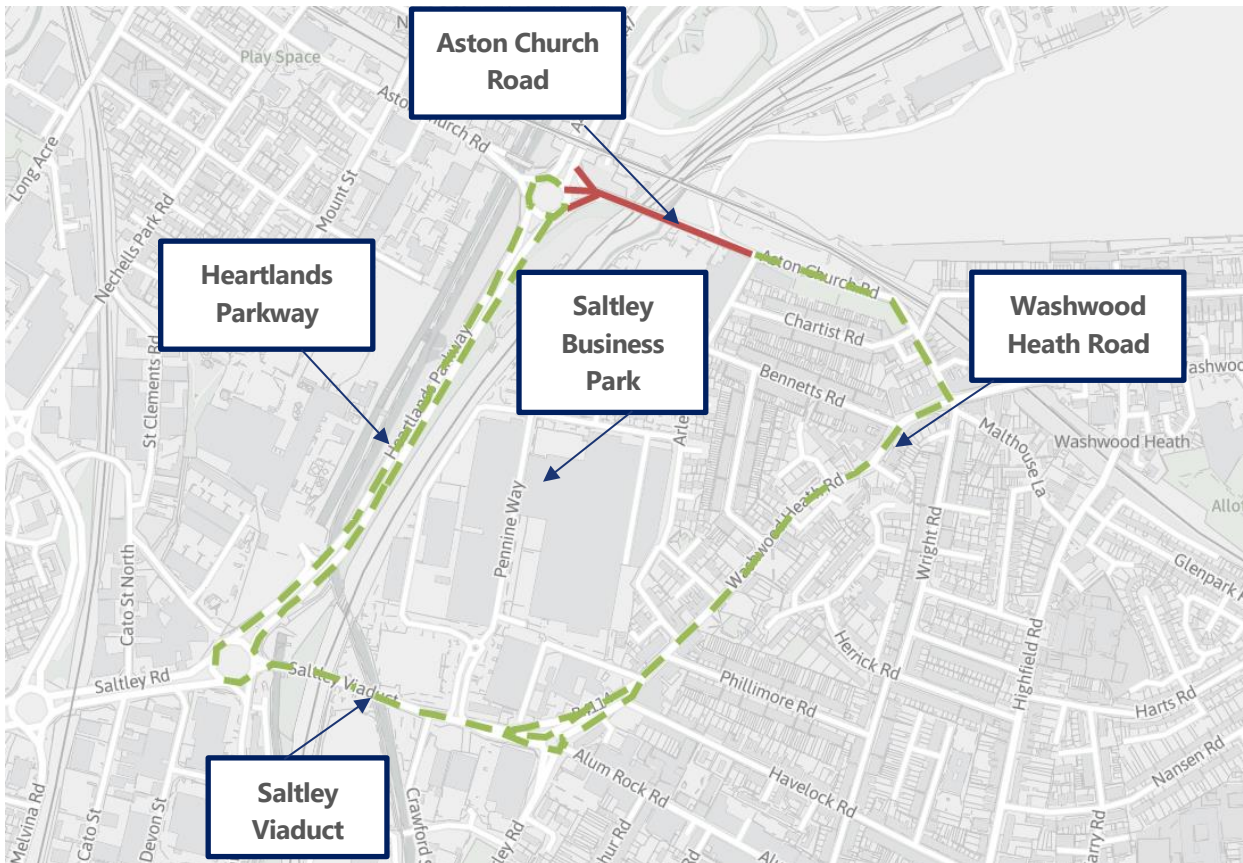 Aston Church
Road
Play Space
Aston Church Rd
Long Acre
Mount St
Nechells Park Rd
Heartlands
Parkway
Saltley
Business
Park
Washwood
Heath Road
Aston Church Rd
Chartist Rd
Bennetts Rd
Heartlands Parkway
St Clements Rd
Malthouse La
Washwood Heath
Pennine Way
Washwood Heath Rd
Wright Rd
Cato St North
Glenpark
Herrick Rd
Highfield Rd
Saltley Rd
Saltley Viaduct
Phillimore Rd
Harts Rd
Alum Rock Rd
Havelock Rd
Nansen Rd
Saltley
Viaduct
Melvina Rd
Cato St
Devon St
Crawford